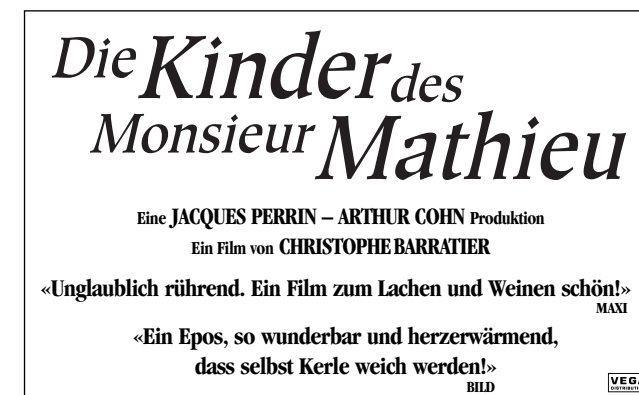 Die Kinder des
Monsieur Mathieu
Eine JACQUES PERRIN – ARTHUR COHN Produktion
Ein Film von CHRISTOPHE BARRATIER
«Unglaublich rührend. Ein Film zum Lachen und Weinen schön!»
MAXI
«Ein Epos, so wunderbar und herzerwärmend,
dass selbst Kerle weich werden!»
BILD